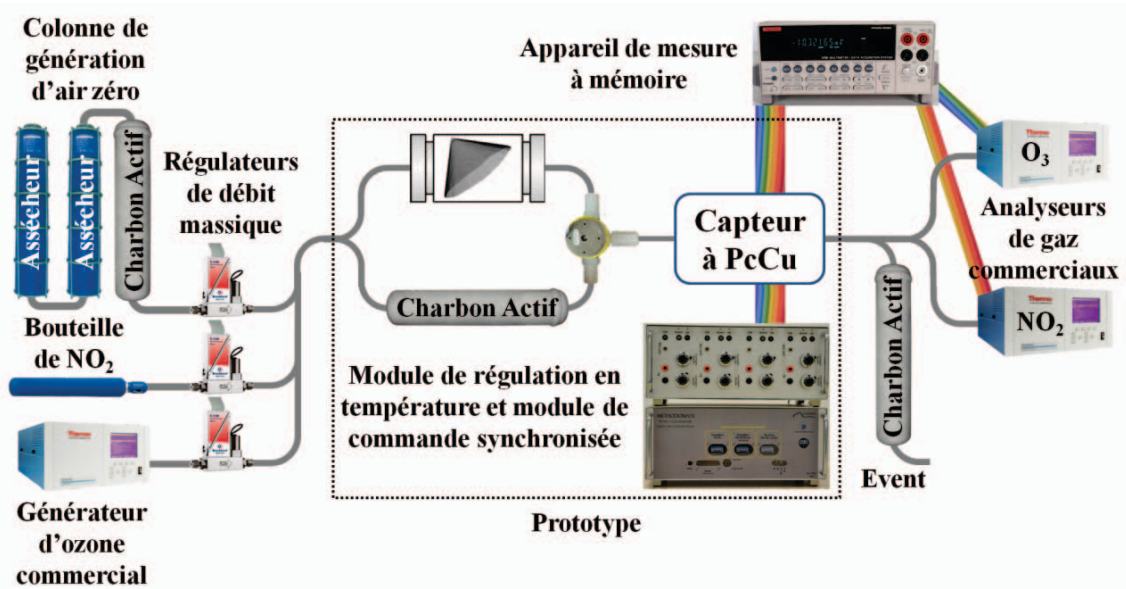 Colonne de
génération
d'air zéro
Assécheur
Assécheur
Charbon Actif
Régulateurs
de débit
massique
Bouteille
de NO2
Thermo
Générateur
d'ozone
commercial
Charbon Actif
Module de régulation en
température et module de
commande synchronisée
Prototype
Appareil de mesure
à mémoire
Capteur
à PcCu
Thermo
O3
Analyseurs
de gaz
commerciaux
Thermo
NO2
Charbon Actif
Event